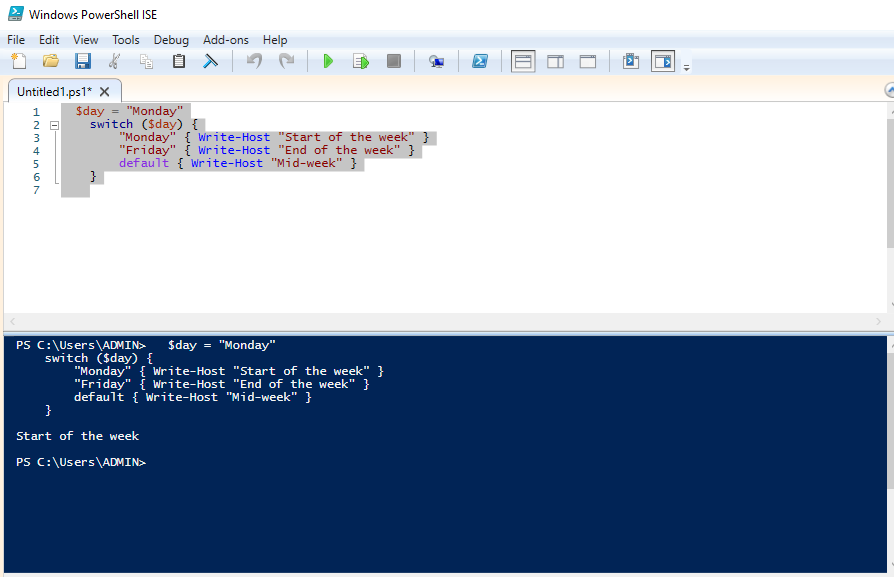 Windows PowerShell ISE
File Edit View Tools Debug Add-ons Help
Untitled1.ps1*
1 $day = "Monday"
2 switch ($day) {
3 "Monday" { Write-Host "Start of the week" }
4 "Friday" { Write-Host "End of the week" }
5 default { Write-Host "Mid-week" }
6 }
7
PS C:\Users\ADMIN> $day = "Monday"
switch ($day) {
"Monday" { Write-Host "Start of the week" }
"Friday" { Write-Host "End of the week" }
default { Write-Host "Mid-week" }
}
Start of the week
PS C:\Users\ADMIN>